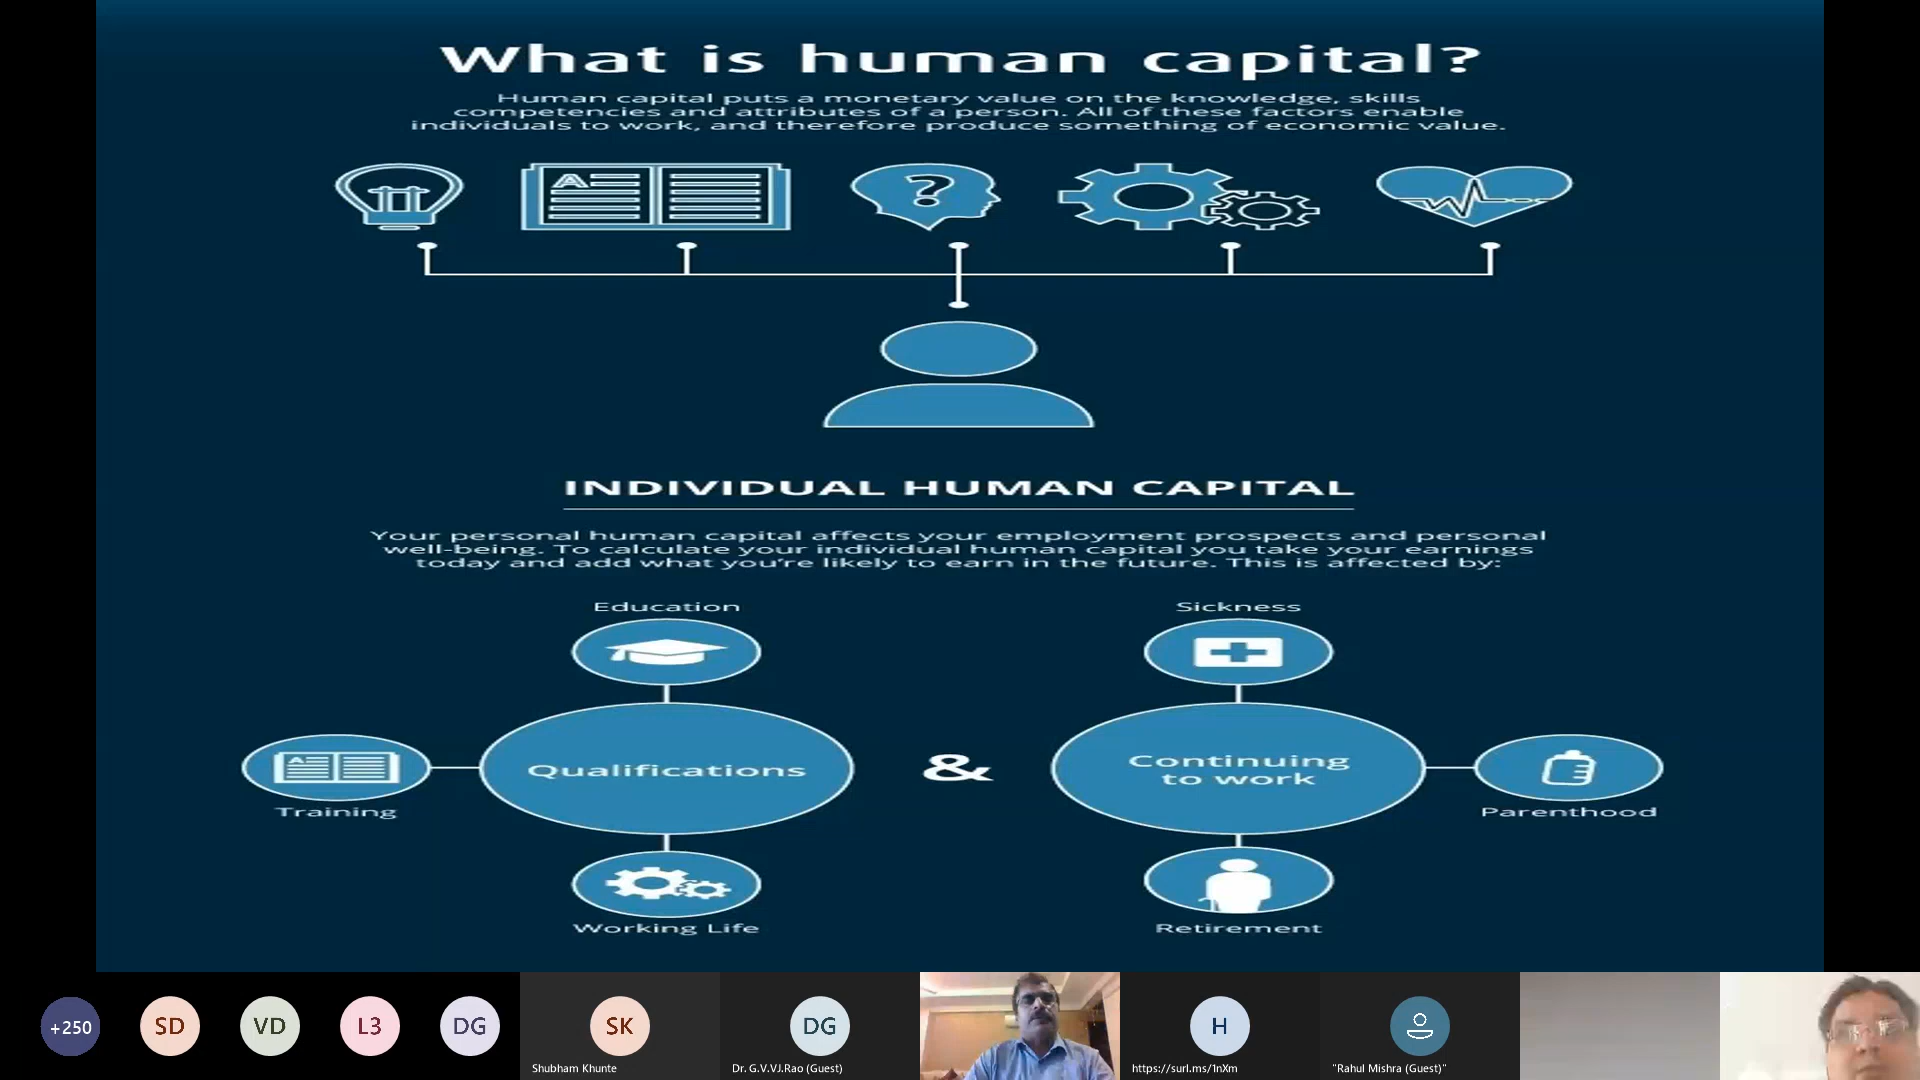 What is human capital?
Human capital puts a monetary value on the knowledge, skills
competencies and attributes of a person. All of these factors enable
individuals to work, and therefore produce something of economic value.
A
?
INDIVIDUAL HUMAN CAPITAL
Your personal human capital affects your employment prospects and personal
well-being. To calculate your individual human capital you take your earnings
today and add what you're likely to earn in the future. This is affected by:
Education
Sickness
Qualifications
&
Continuing
to work
A
Training
Parenthood
Working Life
Retirement
+250
SD
VD
L3
DG
SK
DG
H
Shubham Khunte
Dr. G.V.VJ.Rao (Guest)
https://surl.ms/1nXm
"Rahul Mishra (Guest)"